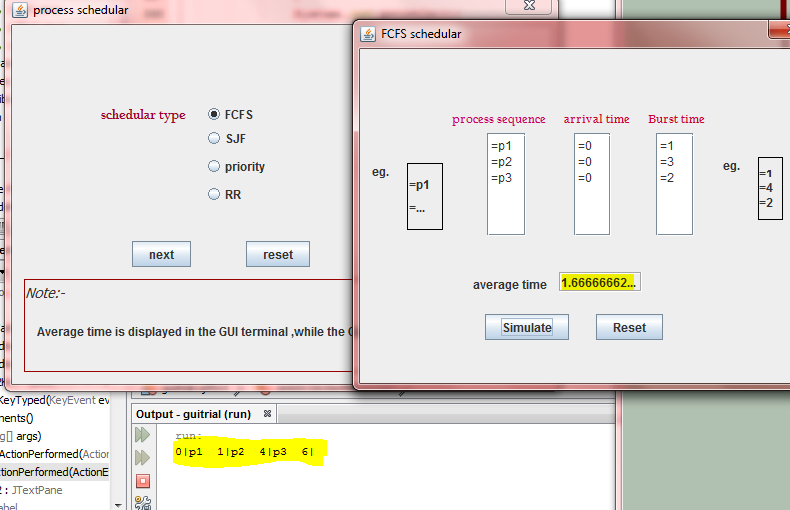 process schedular
schedular type
FCFS
SJF
priority
RR
next
reset
Note:-
Average time is displayed in the GUI terminal ,while the
FCFS schedular
process sequence
arrival time
Burst time
eg.
=p1
=...
=p1
=p2
=p3
=0
=0
=0
=1
=3
=2
eg.
=1
=4
=2
average time
1.66666662...
Simulate
Reset
KeyTyped(KeyEvent ev
ments()
g[] args)
ActionPerformed(Action
ctionPerformed(ActionE
2 : JTextPane
abel
Output - guitrial (run)
run:
0|p1 1|p2 4|p3 6|